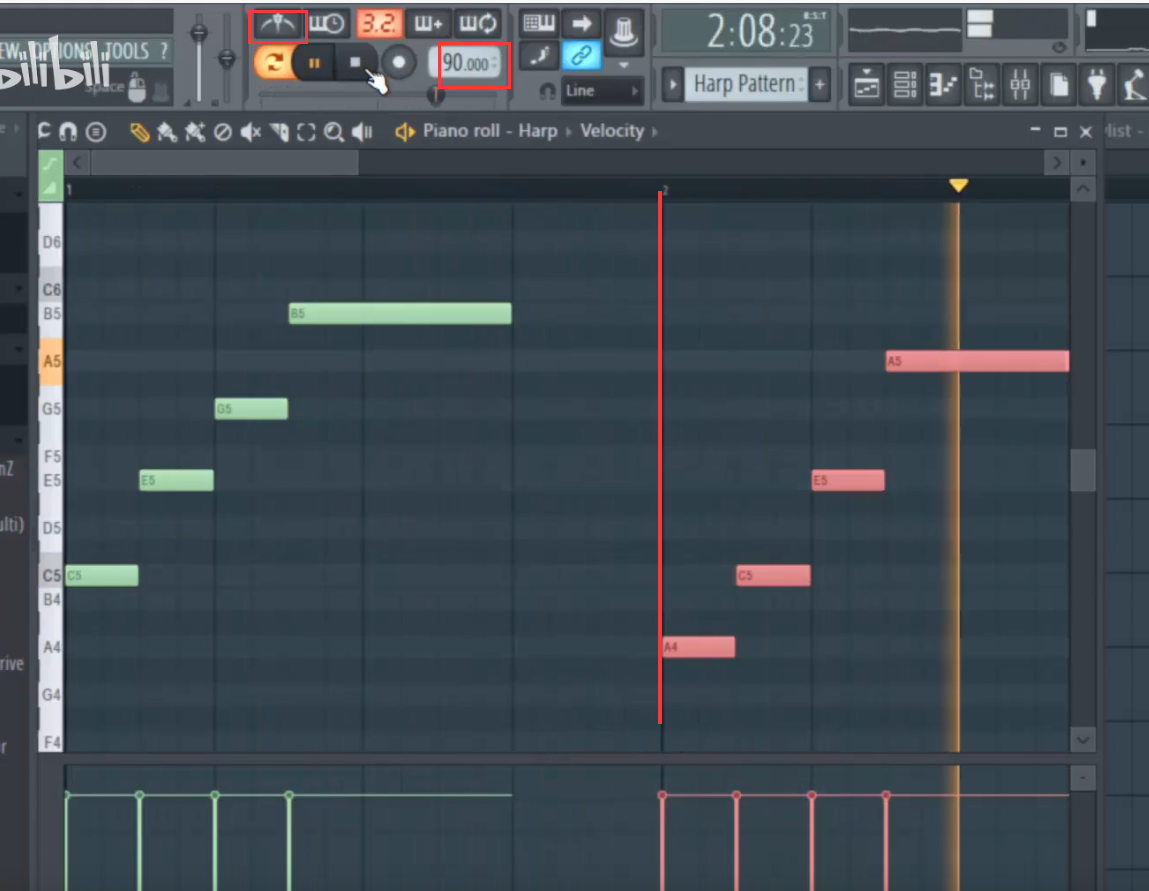 2:08:23
B:S:T
3.2.
EW OPTIONS TOOLS ?
bilibili
Space
90.000
Line
Harp Pattern
+
Piano roll - Harp Velocity
list -
1
2
D6
C6
B5
B5
A5
A5
G5
G5
F5
nZ
E5
E5
E5
ulti)
D5
C5
C5
C5
B4
A4
A4
rive
G4
r
F4